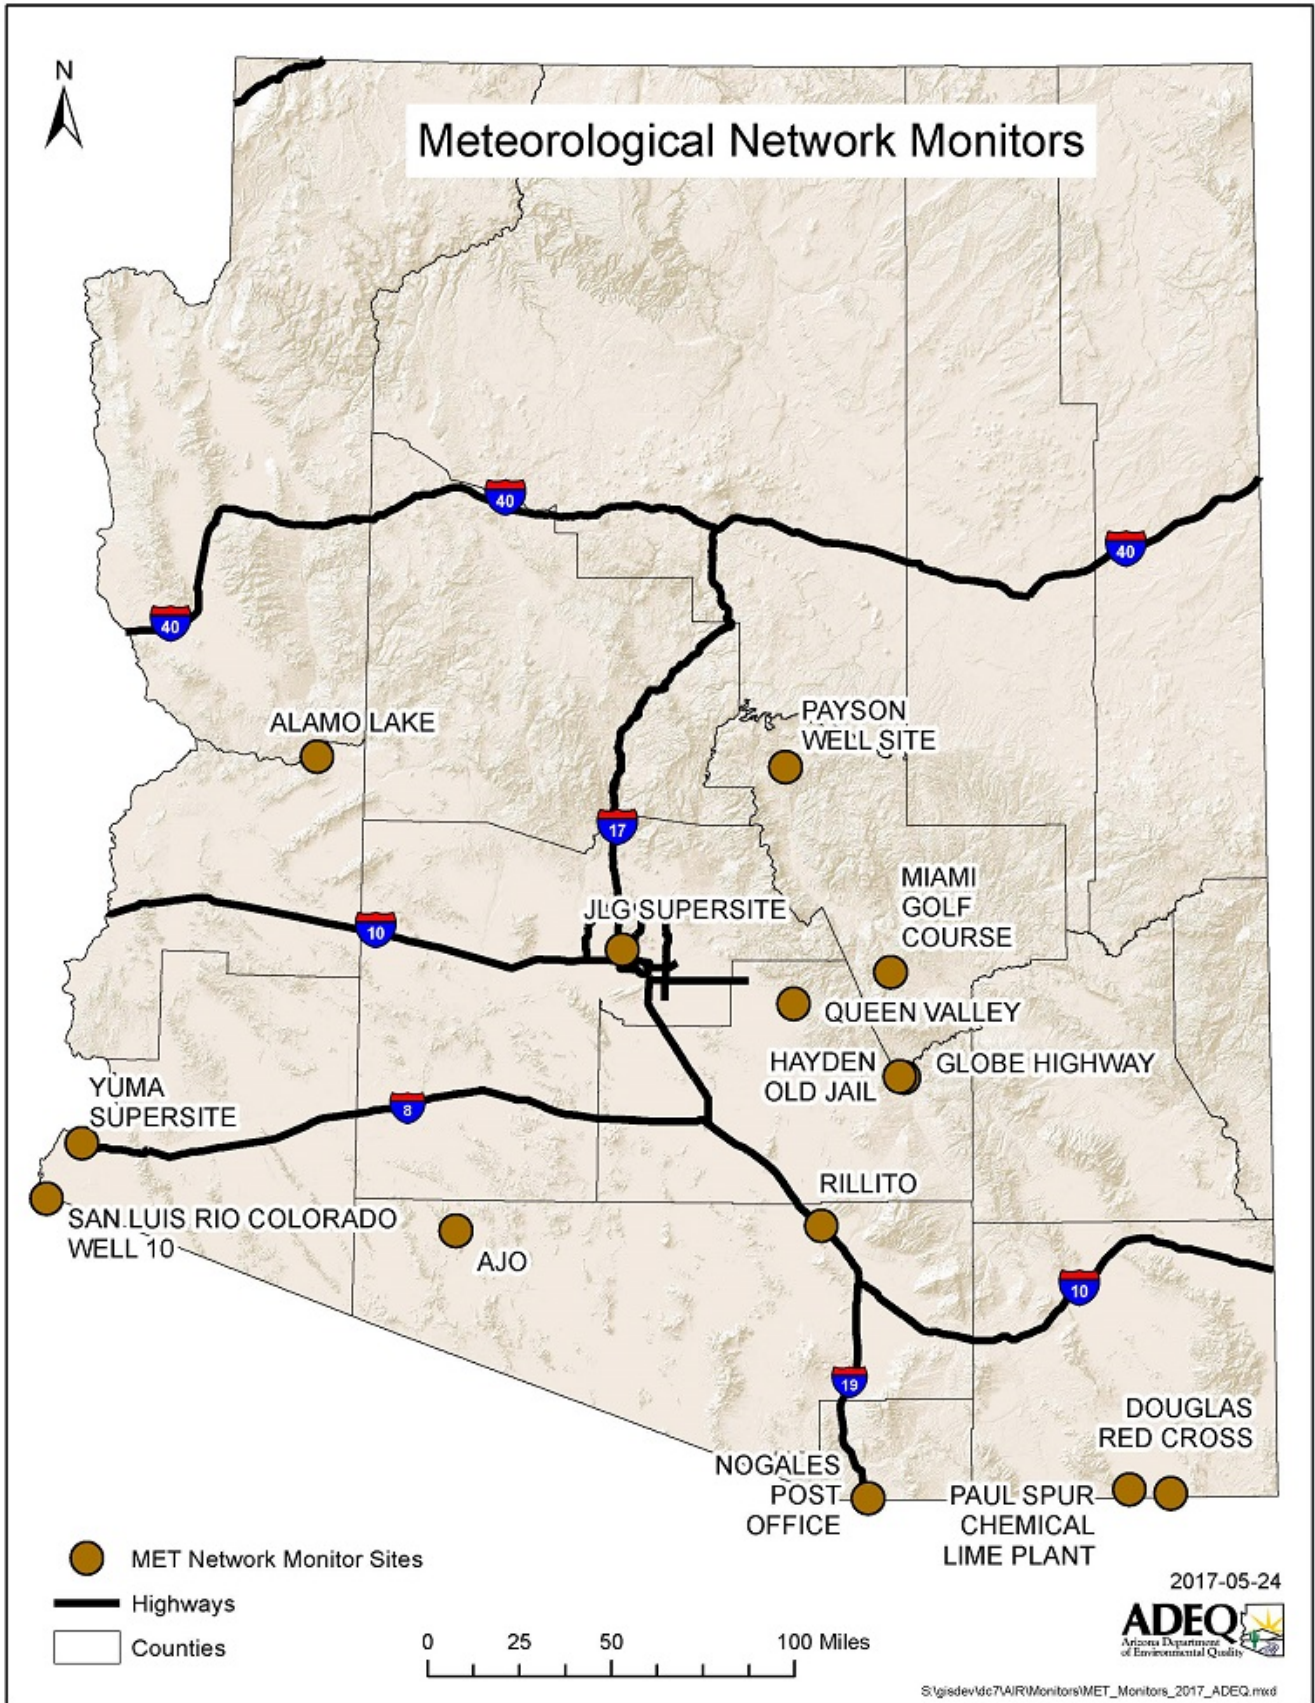 N
Meteorological Network Monitors
40
40
40
ALAMO LAKE
PAYSON
WELL SITE
17
MIAMI
GOLF
COURSE
JLG SUPERSITE
10
QUEEN VALLEY
HAYDEN
OLD JAIL
GLOBE HIGHWAY
YUMA
SUPERSITE
8
RILLITO
SAN LUIS RIO COLORADO
WELL 10
AJO
10
19
DOUGLAS
RED CROSS
NOGALES
POST
OFFICE
PAUL SPUR
CHEMICAL
LIME PLANT
MET Network Monitor Sites
Highways
Counties
0 25 50 100 Miles
2017-05-24
ADEQ
Arizona Department
of Environmental Quality
S:\gisdev\dc7\AIR\Monitors\MET_Monitors_2017_ADEQ.mxd